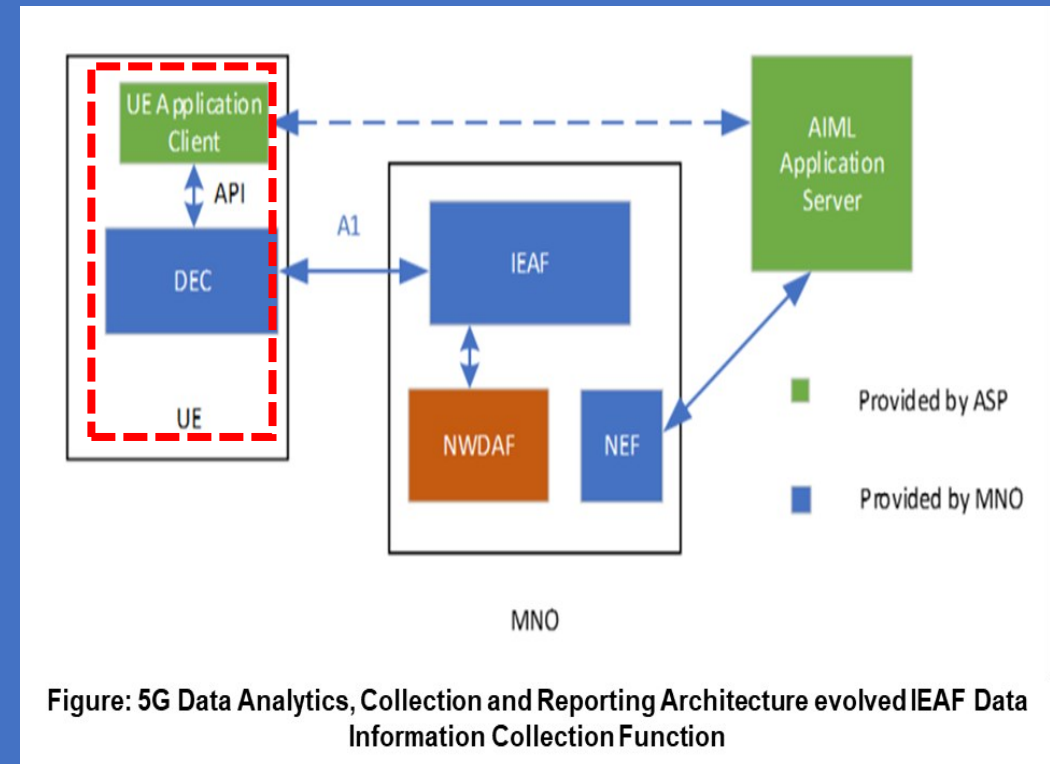 UE Application
Client
API
DEC
UE
A1
IEAF
NWDAF
NEF
MNO
AIML
Application
Server
Provided by ASP
Provided by MNO
Figure: 5G Data Analytics, Collection and Reporting Architecture evolved IEAF Data
Information Collection Function